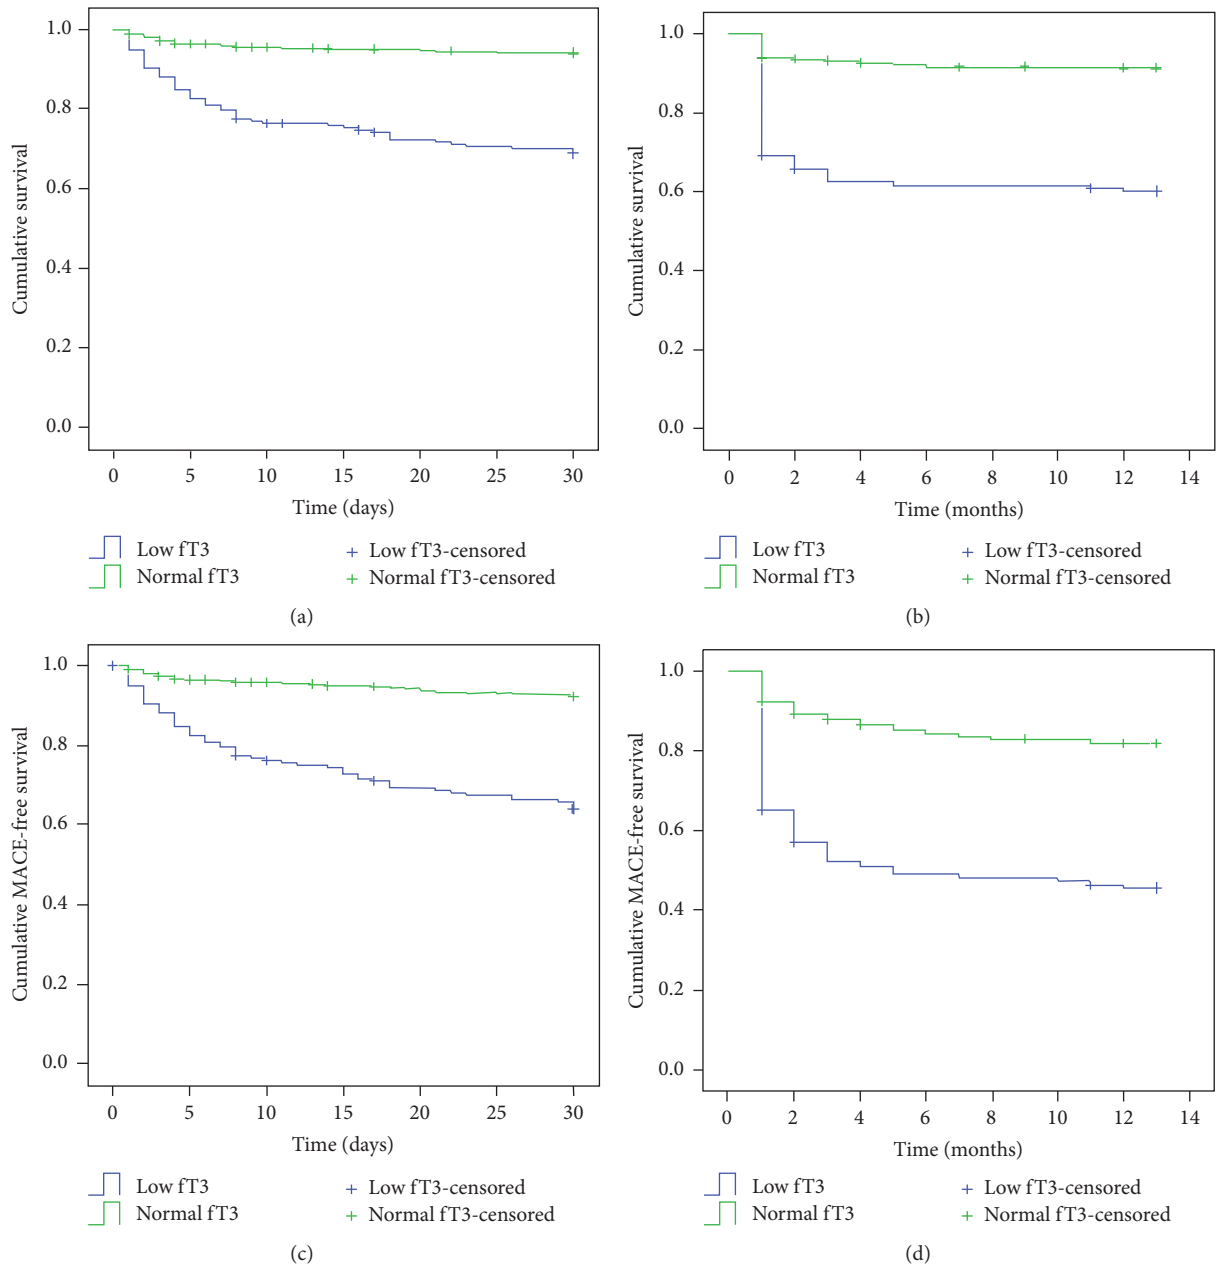 1.0
0.8
0.6
0.4
0.2
0.0
Cumulative survival
0 5 10 15 20 25 30
Time (days)
Low fT3 Low fT3-censored
Normal fT3 Normal fT3-censored
(a)
1.0
0.8
0.6
0.4
0.2
0.0
Cumulative survival
0 2 4 6 8 10 12 14
Time (months)
Low fT3 Low fT3-censored
Normal fT3 Normal fT3-censored
(b)
1.0
0.8
0.6
0.4
0.2
0.0
Cumulative MACE-free survival
0 5 10 15 20 25 30
Time (days)
Low fT3 Low fT3-censored
Normal fT3 Normal fT3-censored
(c)
1.0
0.8
0.6
0.4
0.2
0.0
Cumulative MACE-free survival
0 2 4 6 8 10 12 14
Time (months)
Low fT3 Low fT3-censored
Normal fT3 Normal fT3-censored
(d)